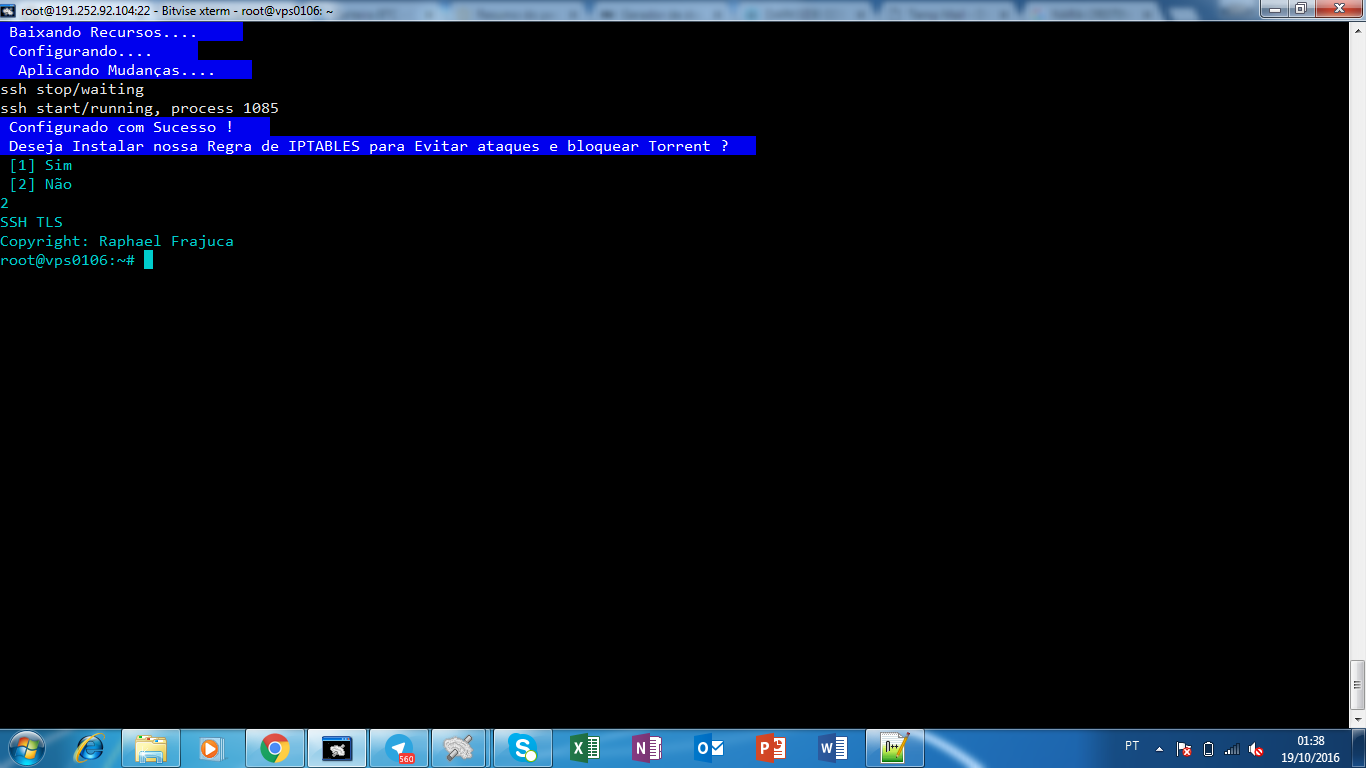 root@191.252.92.104:22 - Bitvise xterm - root@vps0106: ~
Baixando Recursos....
Configurando....
Aplicando Mudanças....
ssh stop/waiting
ssh start/running, process 1085
Configurado com Sucesso !
Deseja Instalar nossa Regra de IPTABLES para Evitar ataques e bloquear Torrent ?
[1] Sim
[2] Não
2
SSH TLS
Copyright: Raphael Frajuca
root@vps0106:~#
560
PT
01:38
19/10/2016